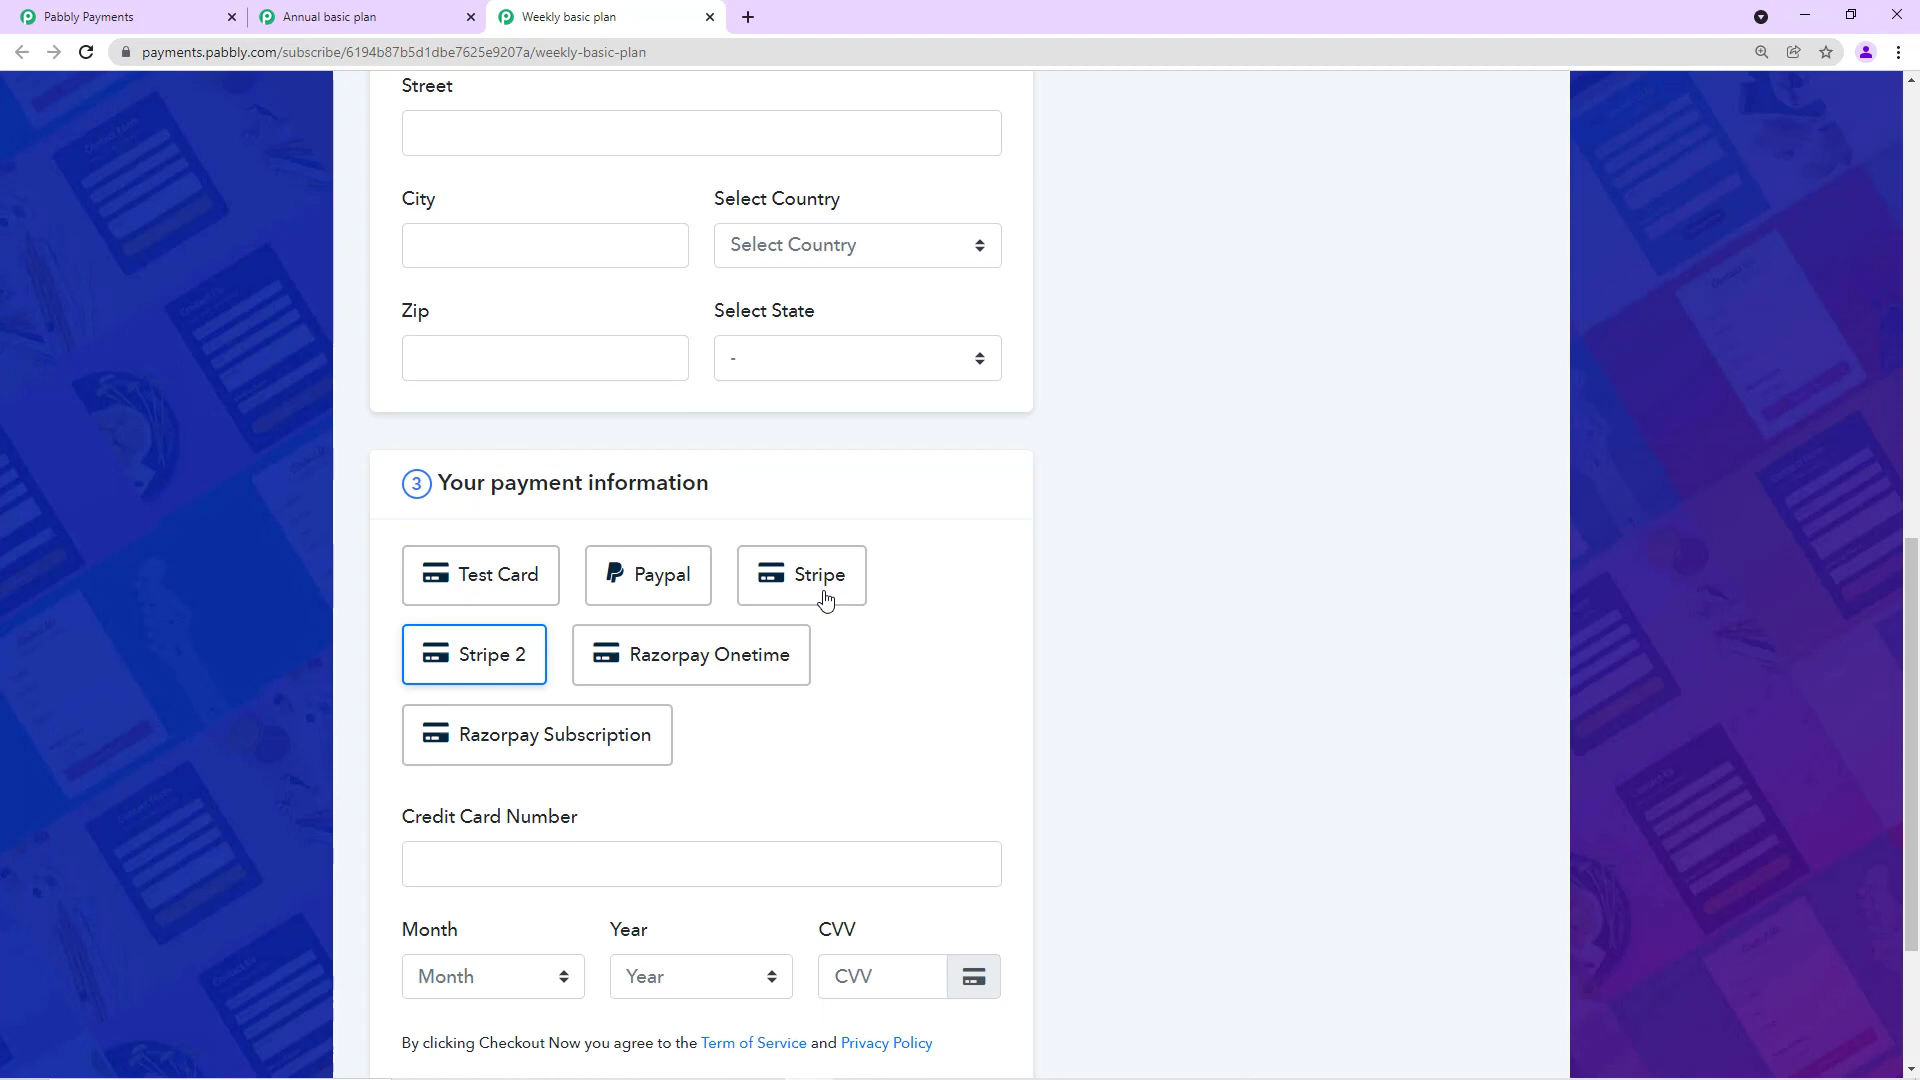 Pabbly Payments
Annual basic plan
Weekly basic plan
payments.pabbly.com/subscribe/6194b87b5d1dbe7625e9207a/weekly-basic-plan
Street
City
Select Country
Select Country
Zip
Select State
-
3 Your payment information
Test Card
Paypal
Stripe
Stripe 2
Razorpay Onetime
Razorpay Subscription
Credit Card Number
Month
Year
CVV
Month
Year
CVV
By clicking Checkout Now you agree to the Term of Service and Privacy Policy